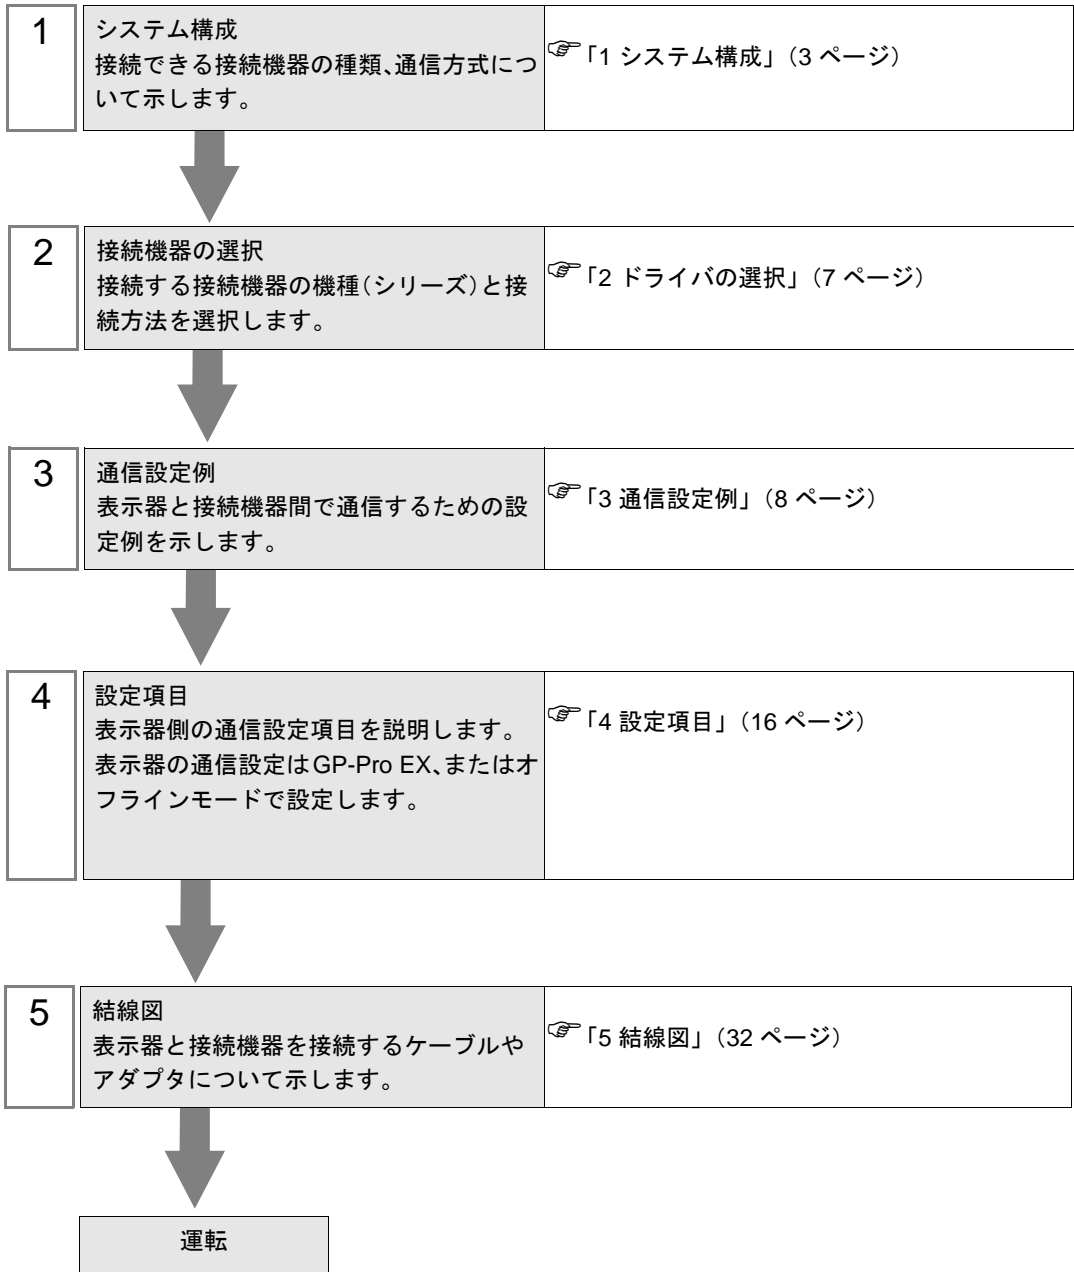 1
システム構成
接続できる接続機器の種類、通信方式につ
いて示します。
☞「1 システム構成」（3 ページ）
2
接続機器の選択
接続する接続機器の機種（シリーズ）と接
続方法を選択します。
☞「2 ドライバの選択」（7 ページ）
3
通信設定例
表示器と接続機器間で通信するための設
定例を示します。
☞「3 通信設定例」（8 ページ）
4
設定項目
表示器側の通信設定項目を説明します。
表示器の通信設定はGP-Pro EX、またはオ
フラインモードで設定します。
☞「4 設定項目」（16 ページ）
5
結線図
表示器と接続機器を接続するケーブルや
アダプタについて示します。
☞「5 結線図」（32 ページ）
運転